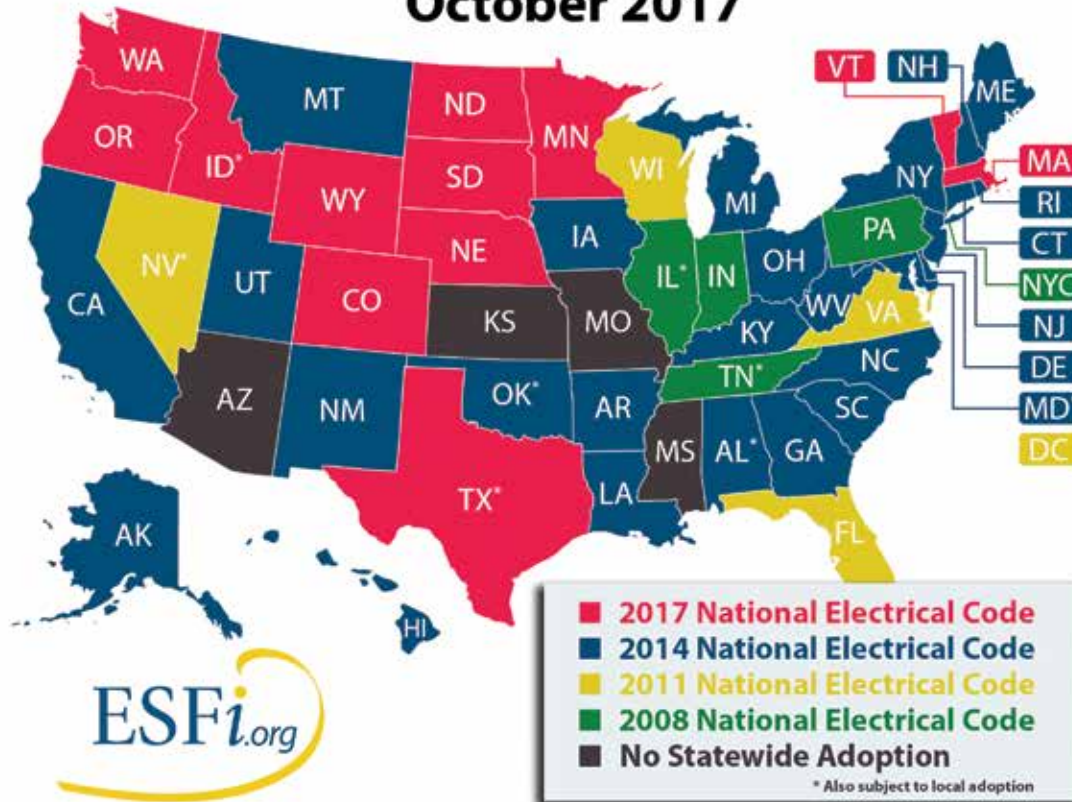 October 2017
WA
MT
ND
MN
VT
NH
ME
OR
ID*
WY
SD
WI
MI
NY
MA
RI
CT
NYC
NJ
DE
MD
DC
NV*
UT
CO
NE
IA
IL*
IN
OH
PA
CA
KS
MO
KY
WV
VA
AZ
NM
OK*
AR
TN*
NC
SC
TX*
LA
MS
AL*
GA
FL
AK
HI
ESFi.org
2017 National Electrical Code
2014 National Electrical Code
2011 National Electrical Code
2008 National Electrical Code
No Statewide Adoption
* Also subject to local adoption